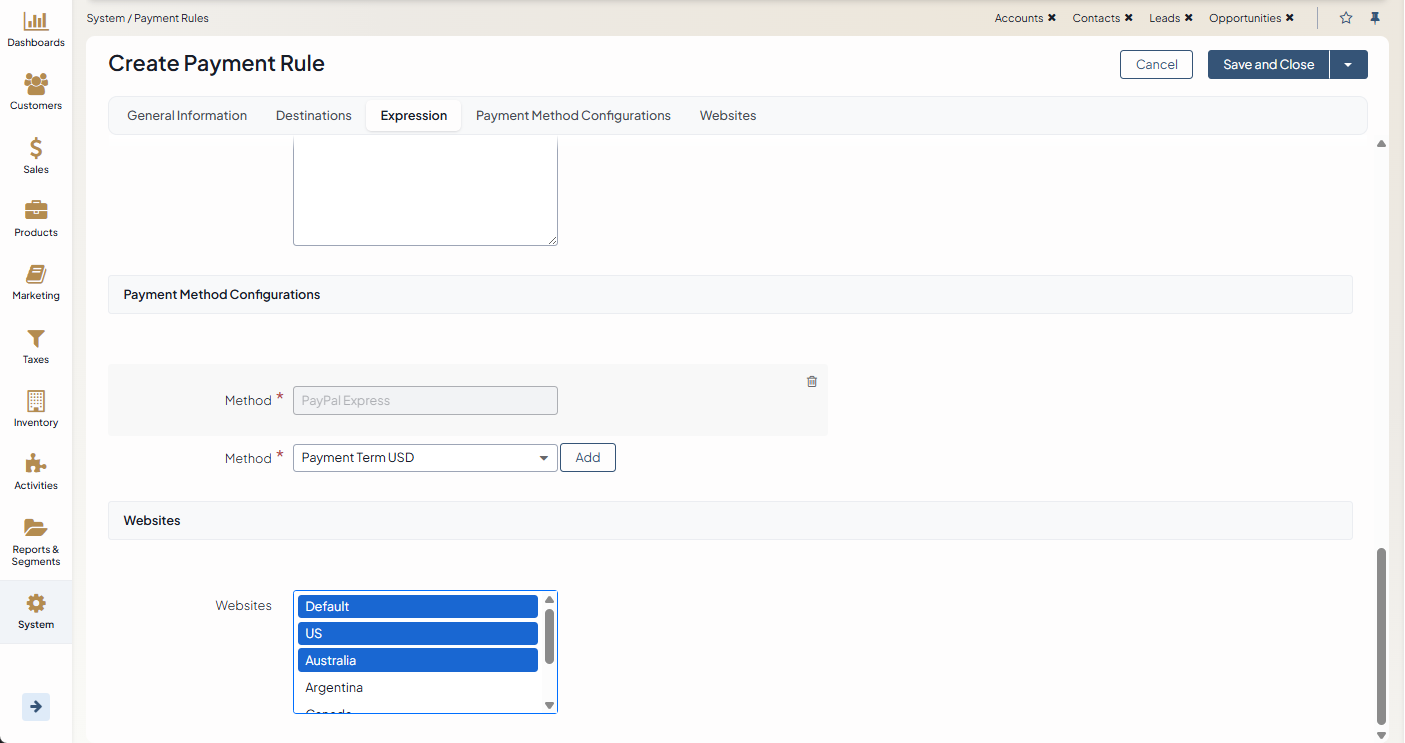 System / Payment Rules
Accounts ✖ Contacts ✖ Leads ✖ Opportunities ✖
Dashboards
Customers
Sales
Products
Marketing
Taxes
Inventory
Activities
Reports &
Segments
System
Create Payment Rule
Cancel
Save and Close
General Information
Destinations
Expression
Payment Method Configurations
Websites
Payment Method Configurations
Method *
PayPal Express
Method *
Payment Term USD
Add
Websites
Websites
Default
US
Australia
Argentina
Canada